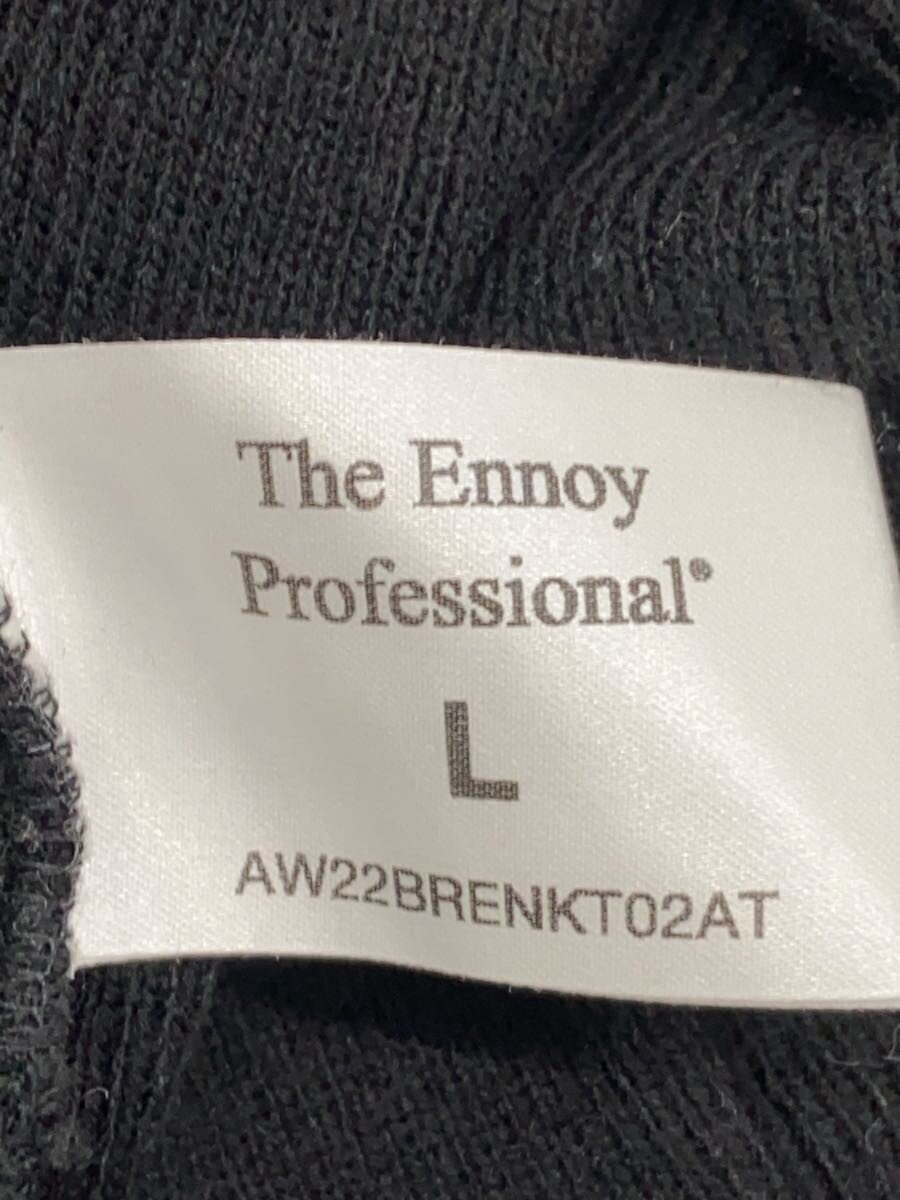 The Ennoy
Professional®
L
AW22BRENKT02AT